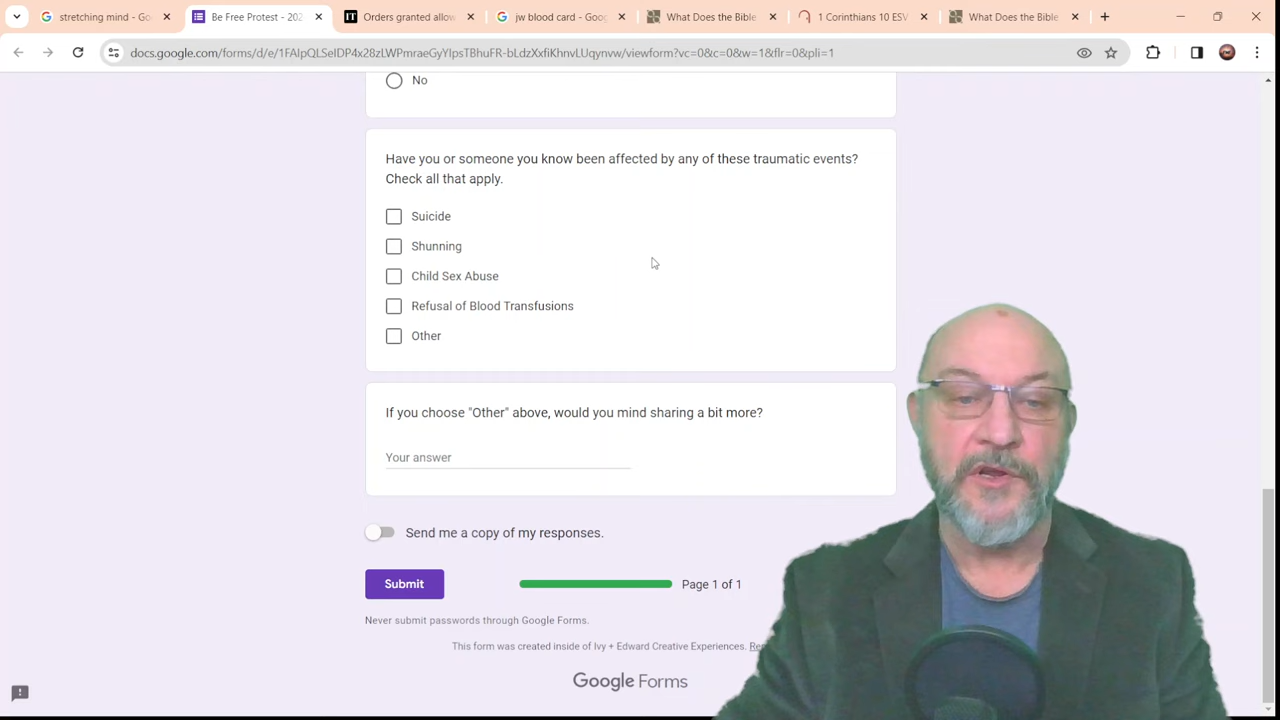 stretching mind - Go
Be Free Protest - 202
Orders granted allow
jw blood card - Goog
What Does the Bible
1 Corinthians 10 ESV
What Does the Bible
docs.google.com/forms/d/e/1FAIpQLSeIDP4x28zLWPmraeGyYIpsTBhuFR-bLdzXxfiKhnvLUqynvw/viewform?vc=0&c=0&w=1&flr=0&pli=1
No
Have you or someone you know been affected by any of these traumatic events?
Check all that apply.
Suicide
Shunning
Child Sex Abuse
Refusal of Blood Transfusions
Other
If you choose "Other" above, would you mind sharing a bit more?
Your answer
Send me a copy of my responses.
Submit
Page 1 of 1
Never submit passwords through Google Forms.
This form was created inside of Ivy + Edward Creative Experiences.
Google Forms